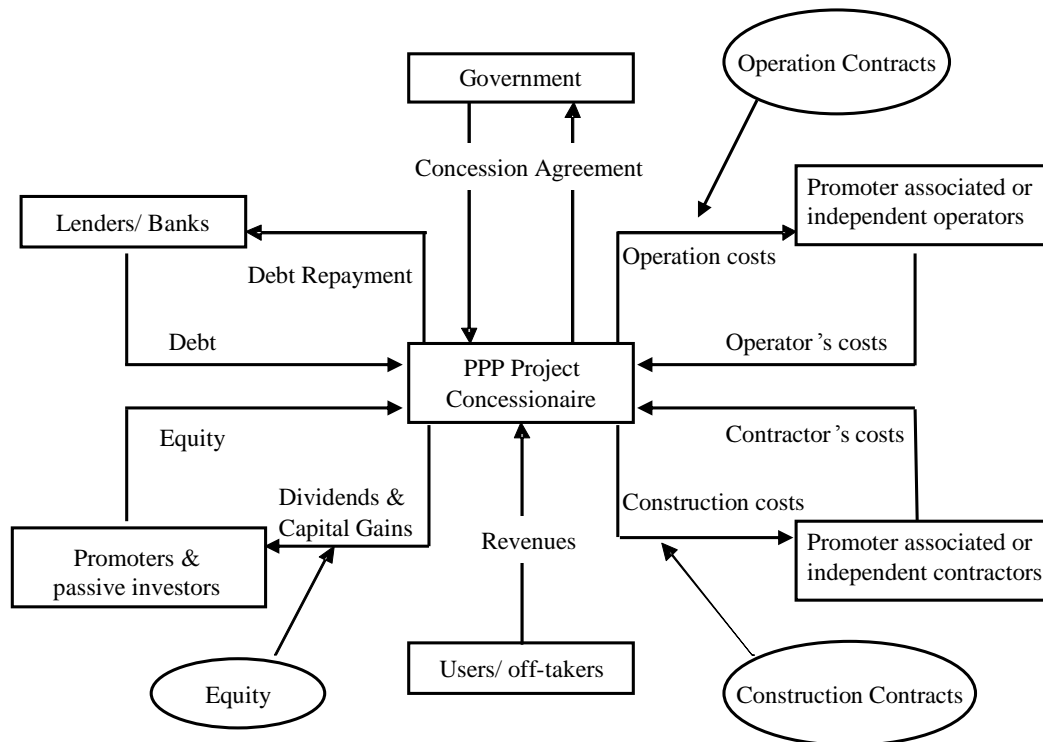 Government
Operation Contracts
Concession Agreement
Promoter associated or
independent operators
Lenders/ Banks
Operation costs
Debt Repayment
Debt
Operator’s costs
PPP Project
Concessionaire
Equity
Contractor’s costs
Dividends &
Capital Gains
Construction costs
Revenues
Promoters &
passive investors
Promoter associated or
independent contractors
Users/ off-takers
Equity
Construction Contracts